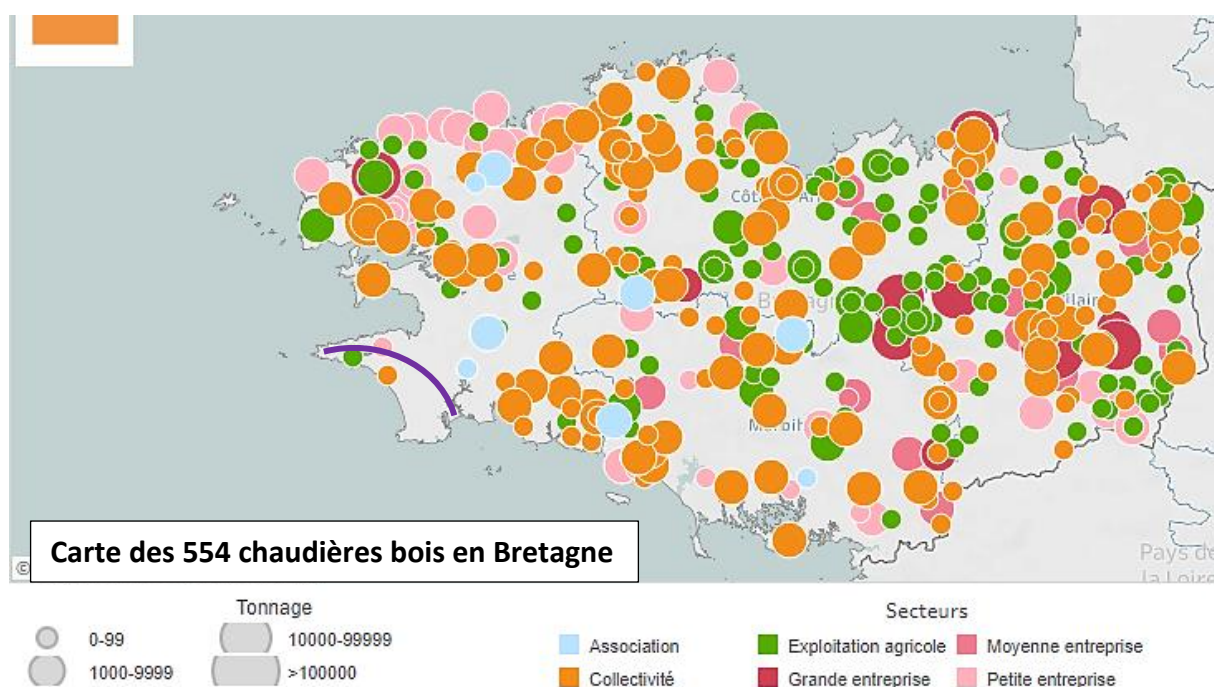 Carte des 554 chaudières bois en Bretagne
©
Pays de
la Loire
Tonnage
0-99
1000-9999
10000-99999
>100000
Secteurs
Association
Collectivité
Exploitation agricole
Grande entreprise
Moyenne entreprise
Petite entreprise